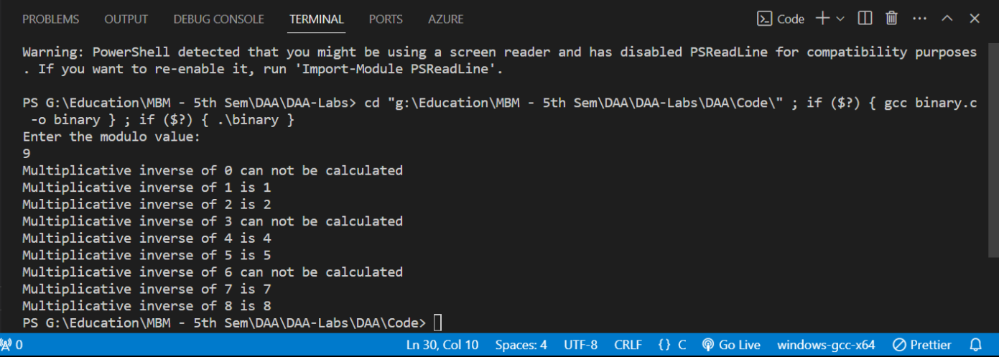 PROBLEMS OUTPUT DEBUG CONSOLE TERMINAL PORTS AZURE Code
Warning: PowerShell detected that you might be using a screen reader and has disabled PSReadLine for compatibility purposes
. If you want to re-enable it, run 'Import-Module PSReadLine'.
PS G:\Education\MBM - 5th Sem\DAA\DAA-Labs> cd "g:\Education\MBM - 5th Sem\DAA\DAA-Labs\DAA\Code\" ; if ($?) { gcc binary.c
-o binary } ; if ($?) { .\binary }
Enter the modulo value:
9
Multiplicative inverse of 0 can not be calculated
Multiplicative inverse of 1 is 1
Multiplicative inverse of 2 is 2
Multiplicative inverse of 3 can not be calculated
Multiplicative inverse of 4 is 4
Multiplicative inverse of 5 is 5
Multiplicative inverse of 6 can not be calculated
Multiplicative inverse of 7 is 7
Multiplicative inverse of 8 is 8
PS G:\Education\MBM - 5th Sem\DAA\DAA-Labs\DAA\Code>
0 Ln 30, Col 10 Spaces: 4 UTF-8 CRLF {} C Go Live windows-gcc-x64 Prettier